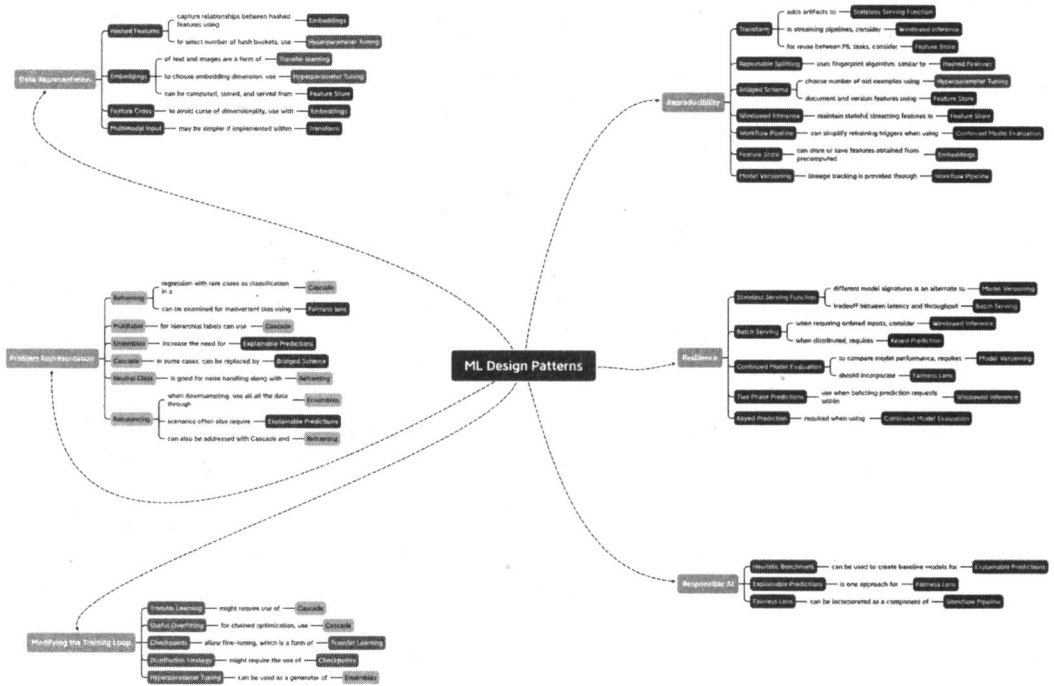 Data Representation
Hashed Features
capture relationships between hashed
features using
Embeddings
to select number of hash buckets, use
Hyperparameter Tuning
Embeddings
of text and images are a form of
Transfer learning
to choose embedding dimension, use
Hyperparameter Tuning
can be computed, stored, and served from
Feature Store
Feature Cross
to avoid curse of dimensionality, use with
Embeddings
Multimodal Input
may be simpler if implemented within
Transform
Problem Representation
Reframing
regression with rare cases as classification
in a
Cascade
can be examined for inadvertent bias using
Fairness lens
Multilabel
for hierarchial labels can use
Cascade
Ensembles
increase the need for
Explainable Predictions
Cascade
in some cases, can be replaced by
Bridged Schema
Neutral Class
is good for noise handling along with
Reframing
Rebalancing
when downsampling, use all all the data
through
Ensembles
scenarios often also require
Explainable Predictions
can also be addressed with Cascade and
Reframing
Modifying the Training Loop
Transfer Learning
might require use of
Cascade
Useful Overfitting
for chained optimization, use
Cascade
Checkpoints
allow fine-tuning, which is a form of
Transfer Learning
Distribution Strategy
might require the use of
Checkpoints
Hyperparameter Tuning
can be used as a generator of
Ensembles
ML Design Patterns
Reproducibility
Transform
adds artifacts to
Stateless Serving Function
in streaming pipelines, consider
Windowed Inference
for reuse between ML tasks, consider
Feature Store
Repeatable Splitting
uses fingerprint algorithm, similar to
Hashed Features
Bridged Schema
choose number of old examples using
Hyperparameter Tuning
document and version features using
Feature Store
Windowed Inference
maintain stateful streaming features in
Feature Store
Workflow Pipeline
can simplify retraining triggers when using
Continued Model Evaluation
Feature Store
can store or save features obtained from
precomputed
Embeddings
Model Versioning
lineage tracking is provided through
Workflow Pipeline
Resilience
Stateless Serving Function
different model signatures is an alternate to
Model Versioning
tradeoff between latency and throughout
Batch Serving
Batch Serving
when requiring ordered inputs, consider
Windowed Inference
when distributed, requires
Keyed Prediction
Continued Model Evaluation
to compare model performance, requires
Model Versioning
should incorporate
Fairness Lens
Two Phase Predictions
use when batching prediction requests
within
Windowed Inference
Keyed Prediction
required when using
Continued Model Evaluation
Responsible AI
Heuristic Benchmark
can be used to create baseline models for
Explainable Predictions
Explainable Predictions
is one approach for
Fairness Lens
Fairness Lens
can be incorporated as a component of
Workflow Pipeline